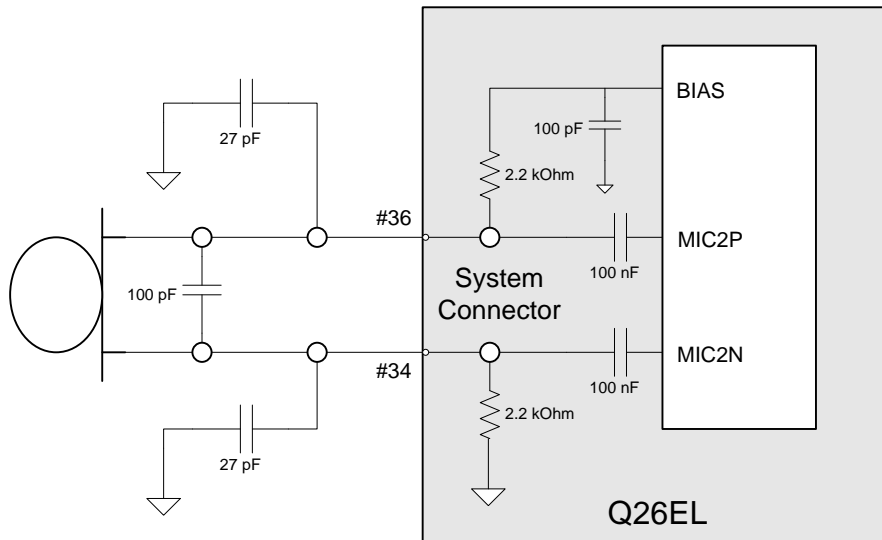 BIAS
27 pF
100 pF
2.2 kOhm
#36
MIC2P
100 nF
100 pF
System
Connector
MIC2N
#34
100 nF
2.2 kOhm
27 pF
Q26EL